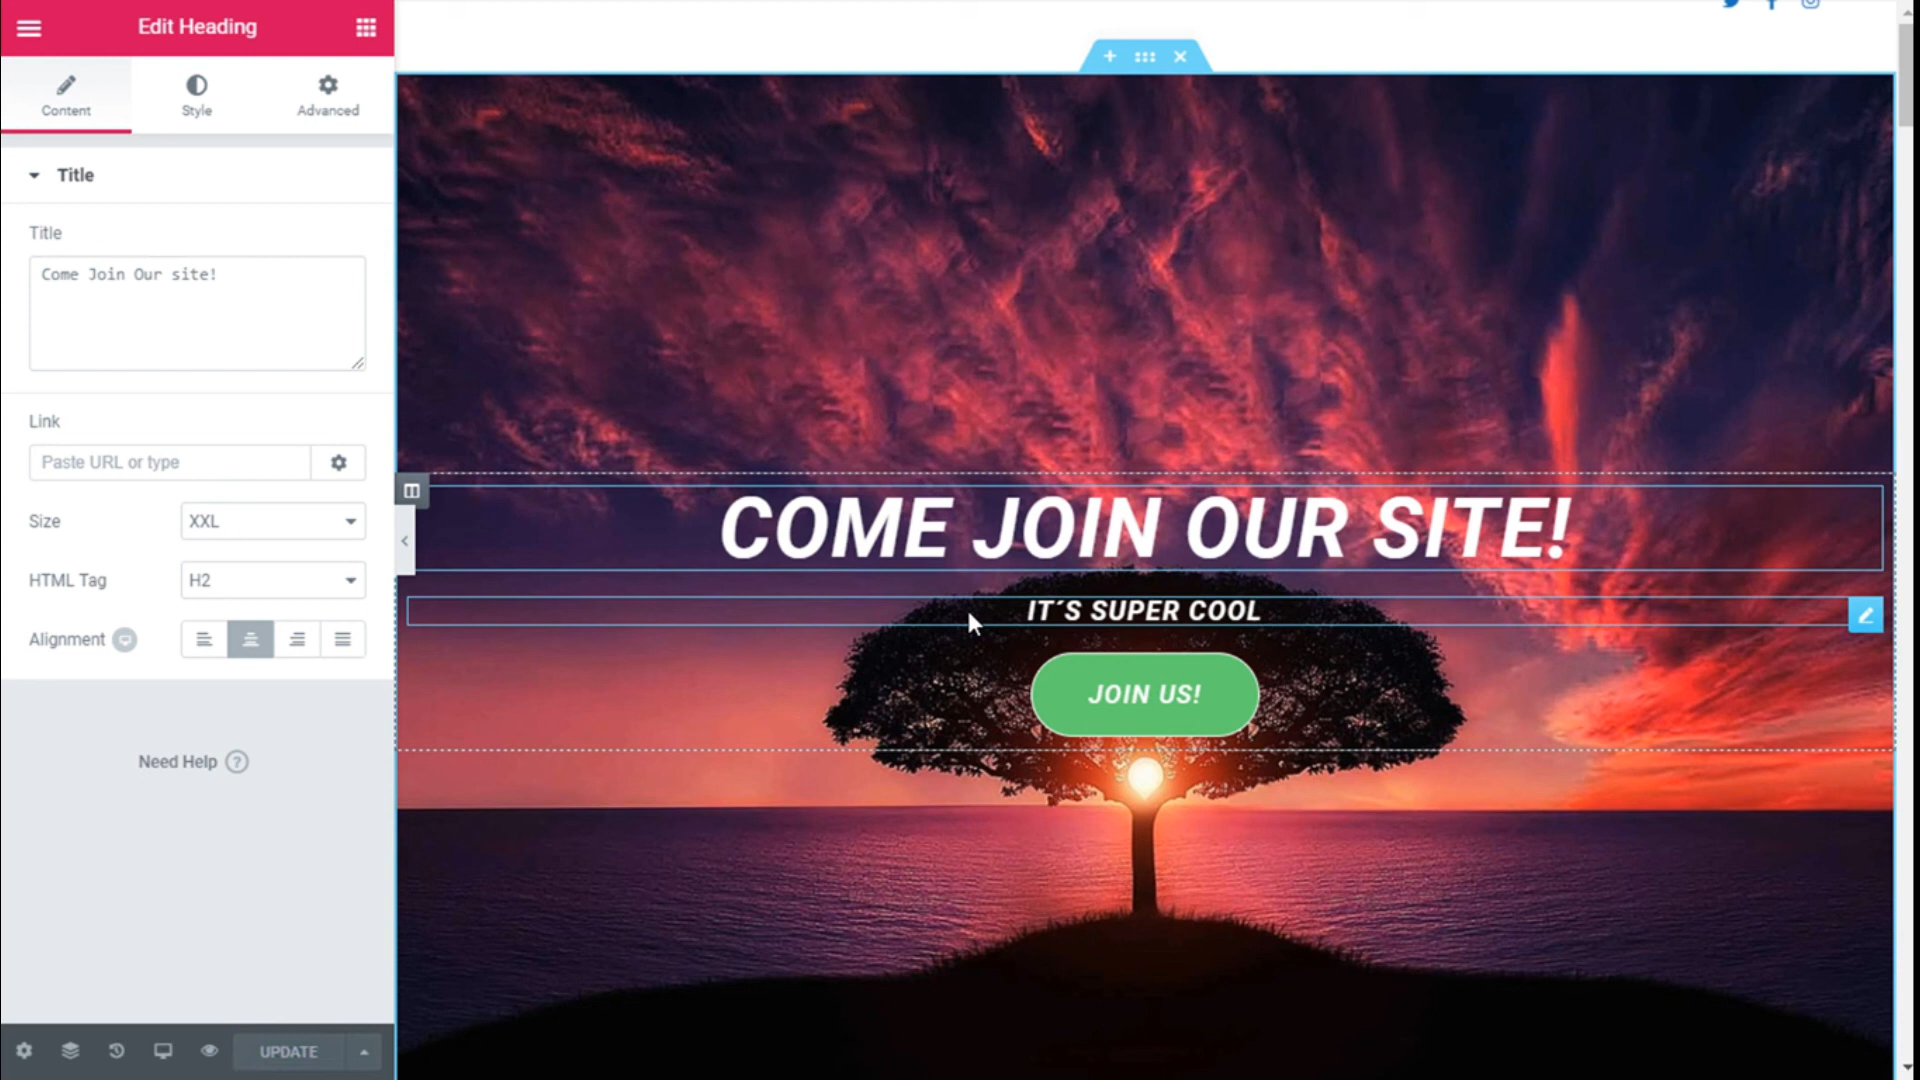 Edit Heading
Content
Style
Advanced
Title
Title
Come Join Our site!
Link
Paste URL or type
Size
XXL
HTML Tag
H2
Alignment
Need Help ?
UPDATE
COME JOIN OUR SITE!
IT´S SUPER COOL
JOIN US!